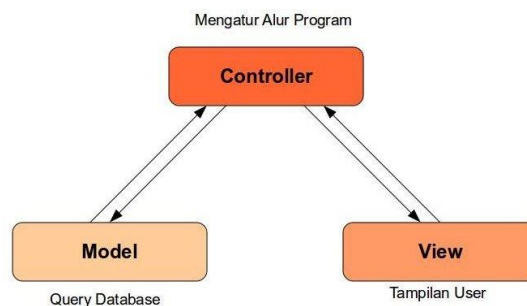 Mengatur Alur Program
Controller
Model
View
Query Database
Tampilan User